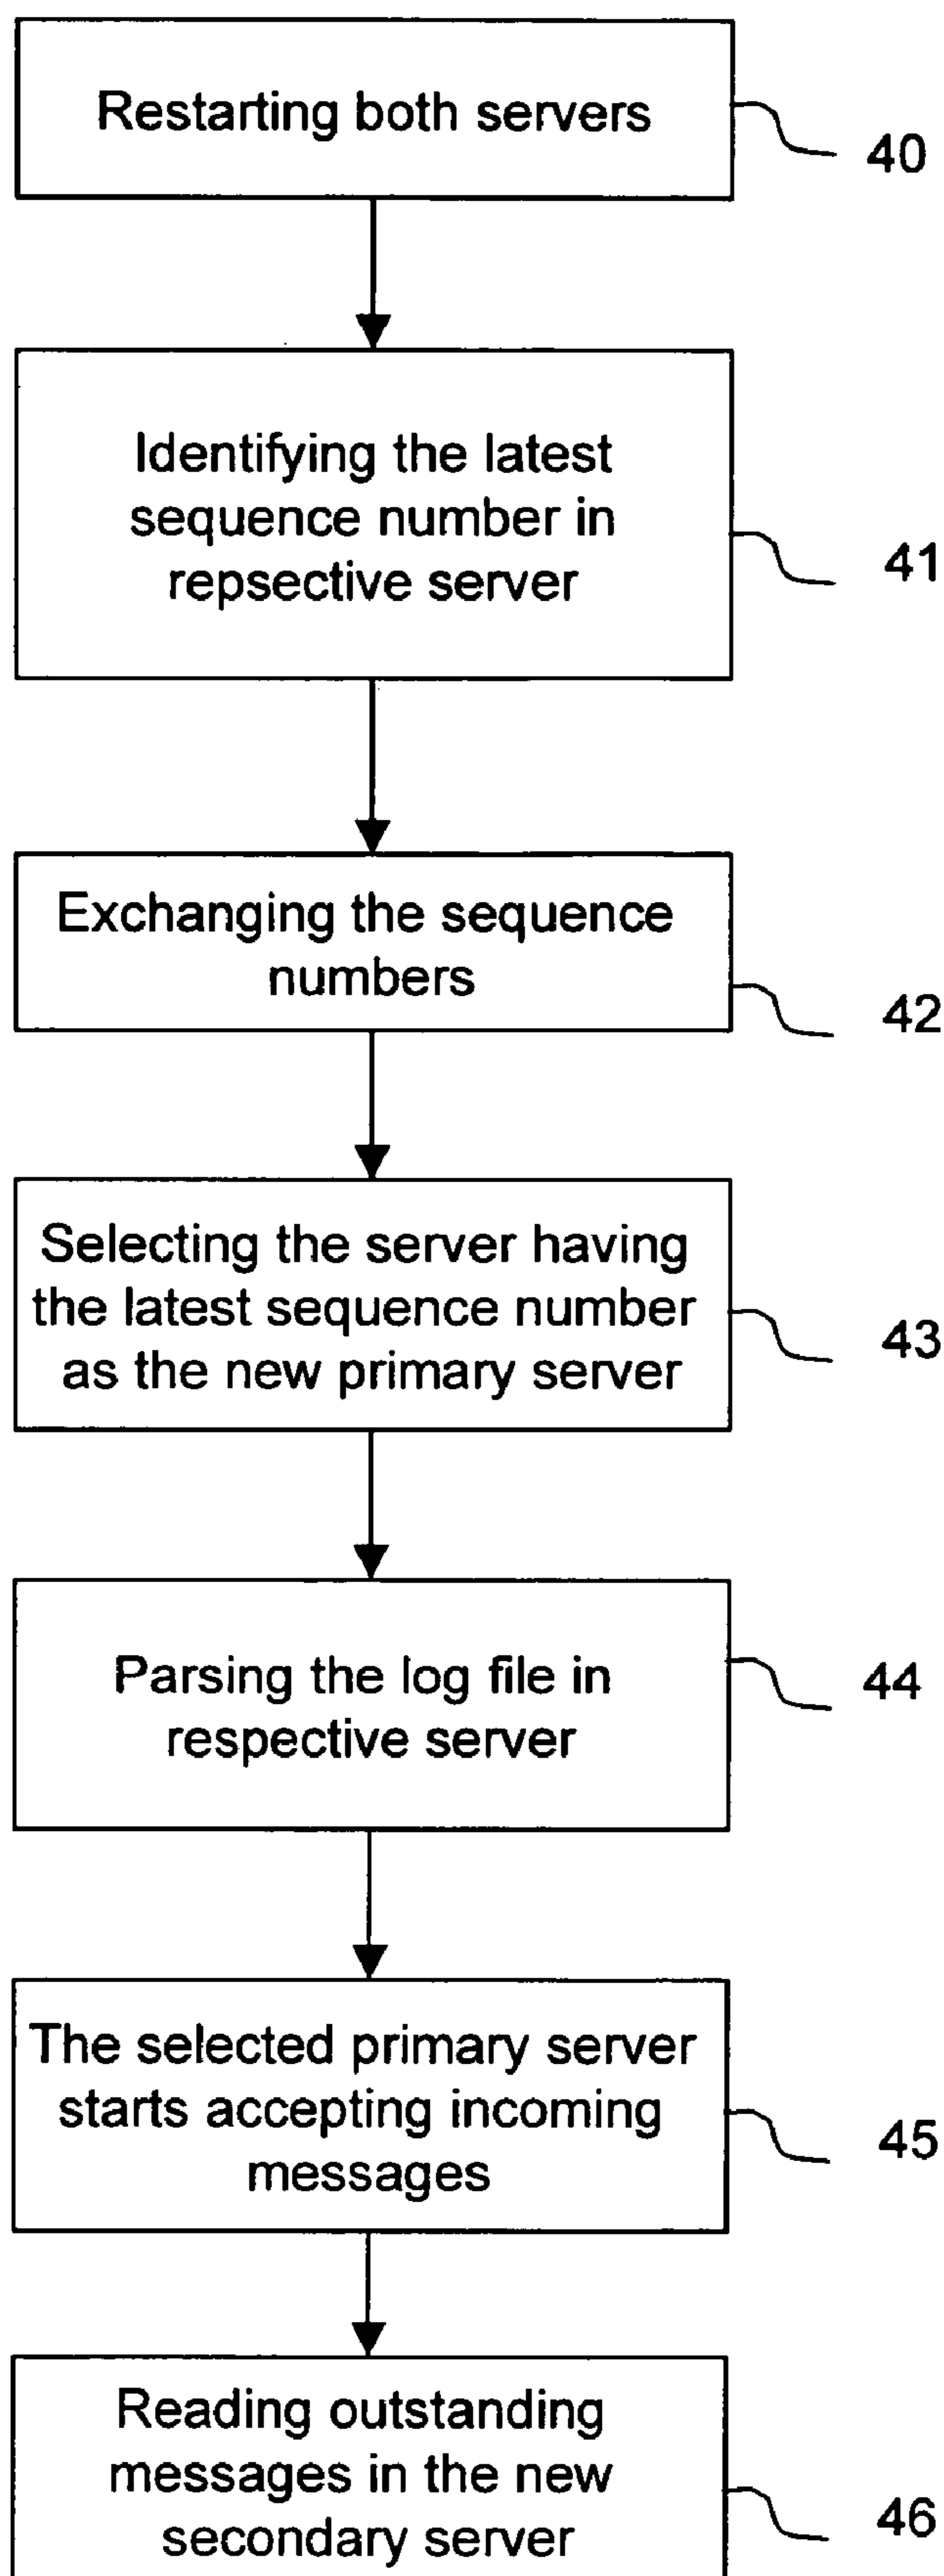 Restarting both servers
40
Identifying the latest
sequence number in
repsective server
41
Exchanging the sequence
numbers
42
Selecting the server having
the latest sequence number
as the new primary server
43
Parsing the log file in
respective server
44
The selected primary server
starts accepting incoming
messages
45
Reading outstanding
messages in the new
secondary server
46